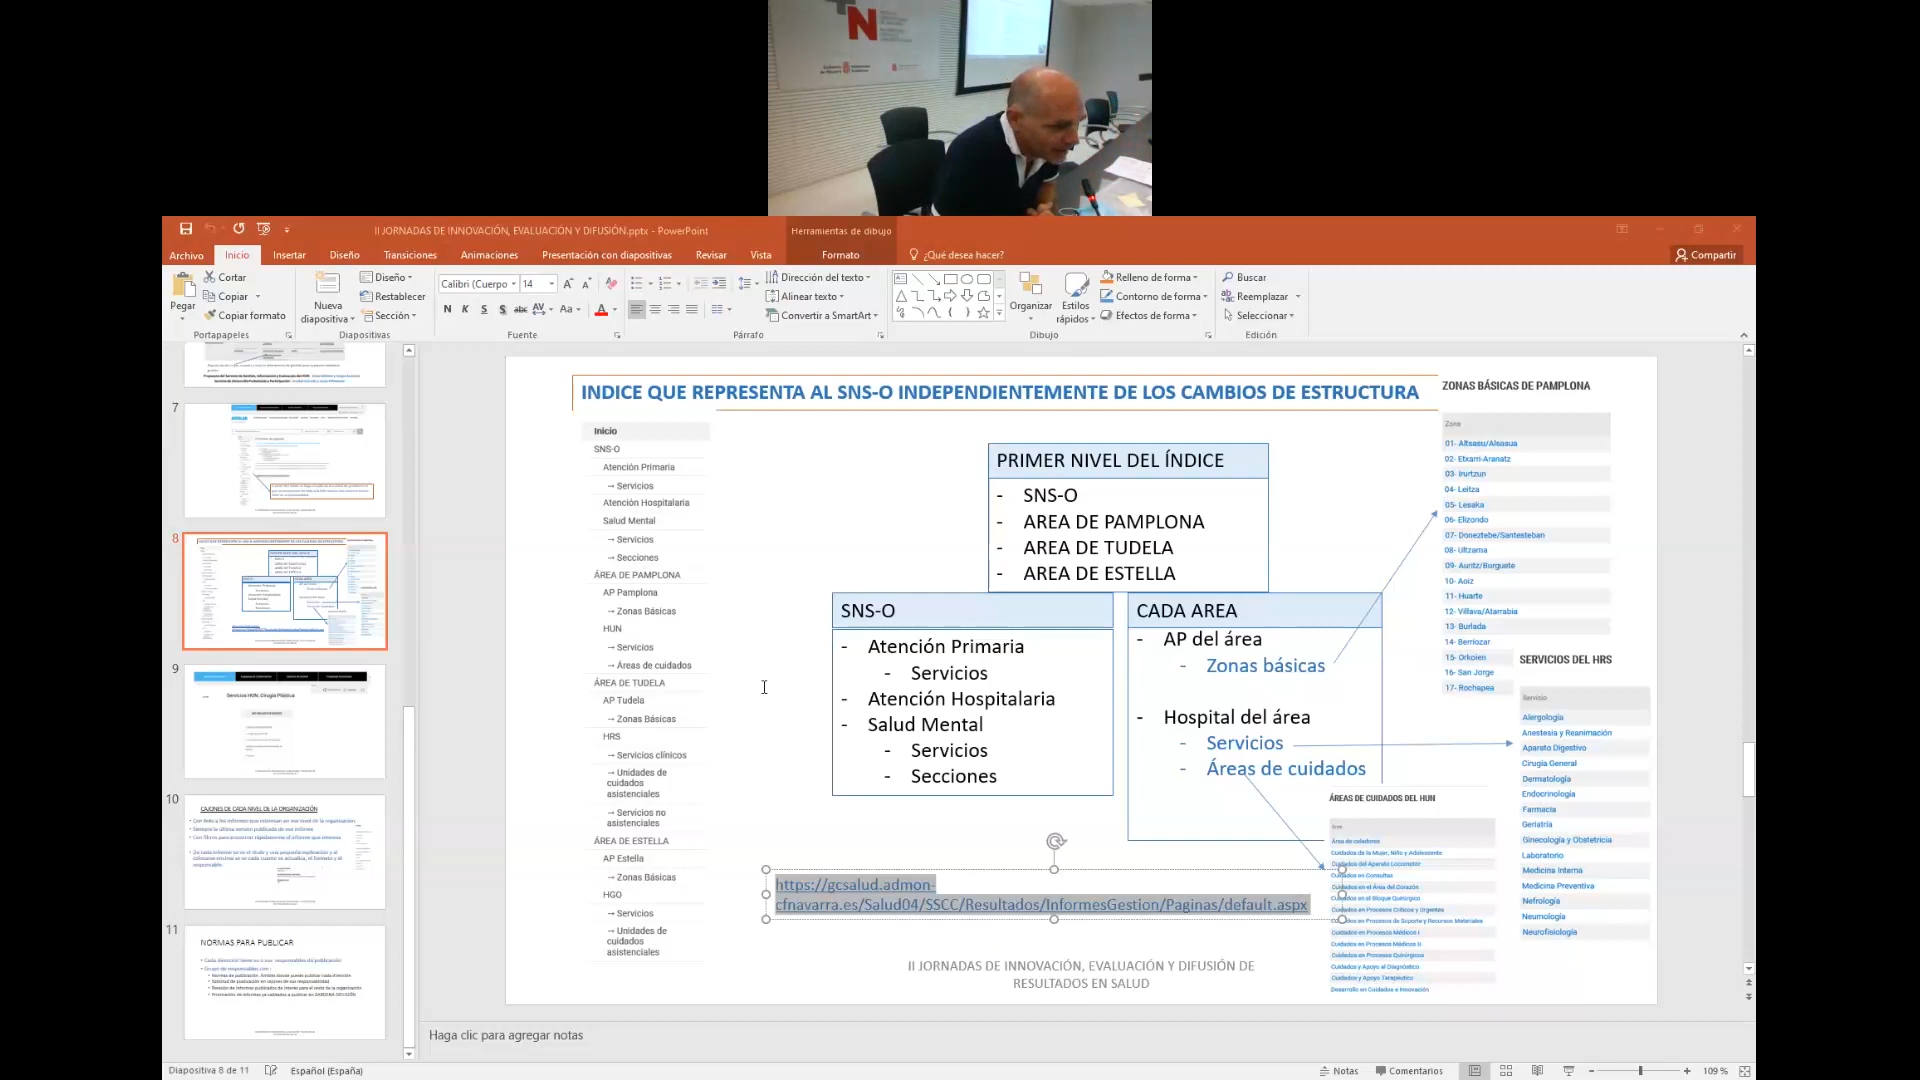 N
II JORNADAS DE INNOVACIÓN, EVALUACIÓN Y DIFUSIÓN.pptx - PowerPoint
Herramientas de dibujo
Archivo Inicio Insertar Diseño Transiciones Animaciones Presentación con diapositivas Revisar Vista Formato ¿Qué desea hacer? Compartir
Pegar
Cortar
Copiar
Copiar formato
Portapapeles
Nueva
diapositiva
Diseño
Restablecer
Sección
Diapositivas
Calibri (Cuerpo 14
N K S S abc AV Aa A
Fuente
Párrafo
Dirección del texto
Alinear texto
Convertir a SmartArt
Organizar
Estilos
rápidos
Relleno de forma
Contorno de forma
Efectos de forma
Dibujo
Buscar
Reemplazar
Seleccionar
Edición
7
8
9
Servicios HUN, Cirugía Plástica
10
CAJONES DE CADA NIVEL DE LA ORGANIZACIÓN
11
NORMAS PARA PUBLICAR
INDICE QUE REPRESENTA AL SNS-O INDEPENDIENTEMENTE DE LOS CAMBIOS DE ESTRUCTURA
Inicio
SNS-O
Atención Primaria
→ Servicios
Atención Hospitalaria
Salud Mental
→ Servicios
→ Secciones
ÁREA DE PAMPLONA
AP Pamplona
→ Zonas Básicas
HUN
→ Servicios
→ Áreas de cuidados
ÁREA DE TUDELA
AP Tudela
→ Zonas Básicas
HRS
→ Servicios clínicos
→ Unidades de
cuidados
asistenciales
→ Servicios no
asistenciales
ÁREA DE ESTELLA
AP Estella
→ Zonas Básicas
HGO
→ Servicios
→ Unidades de
cuidados
asistenciales
PRIMER NIVEL DEL ÍNDICE
- SNS-O
- AREA DE PAMPLONA
- AREA DE TUDELA
- AREA DE ESTELLA
SNS-O
- Atención Primaria
- Servicios
- Atención Hospitalaria
- Salud Mental
- Servicios
- Secciones
CADA AREA
- AP del área
- Zonas básicas
- Hospital del área
- Servicios
- Áreas de cuidados
https://gcsalud.admon-
cfnavarra.es/Salud04/SSCC/Resultados/InformesGestion/Paginas/default.aspx
II JORNADAS DE INNOVACIÓN, EVALUACIÓN Y DIFUSIÓN DE
RESULTADOS EN SALUD
ZONAS BÁSICAS DE PAMPLONA
Zona
01- Altsasu/Alsasua
02- Etxarri-Aranatz
03- Irurtzun
04- Leitza
05- Lesaka
06- Elizondo
07- Doneztebe/Santesteban
08- Ultzama
09- Auritz/Burguete
10- Aoiz
11- Huarte
12- Villava/Atarrabia
13- Burlada
14- Berriozar
15- Orkoien
16- San Jorge
17- Rochapea
SERVICIOS DEL HRS
Servicio
Alergología
Anestesia y Reanimación
Aparato Digestivo
Cirugía General
Dermatología
Endocrinología
Farmacia
Geriatría
Ginecología y Obstetricia
Laboratorio
Medicina Interna
Medicina Preventiva
Nefrología
Neumología
Neurofisiología
ÁREAS DE CUIDADOS DEL HUN
Área
Área de celadores
Cuidados de la Mujer, Niño y Adolescente
Cuidados del Aparato Locomotor
Cuidados en Consultas
Cuidados en el Área del Corazón
Cuidados en el Bloque Quirúrgico
Cuidados en Procesos Críticos y Urgentes
Cuidados en Procesos de Soporte y Recursos Materiales
Cuidados en Procesos Médicos I
Cuidados en Procesos Médicos II
Cuidados en Procesos Quirúrgicos
Cuidados y Apoyo al Diagnóstico
Cuidados y Apoyo Terapéutico
Desarrollo en Cuidados e Innovación
Haga clic para agregar notas
Diapositiva 8 de 11 Español (España) Notas Comentarios 109 %